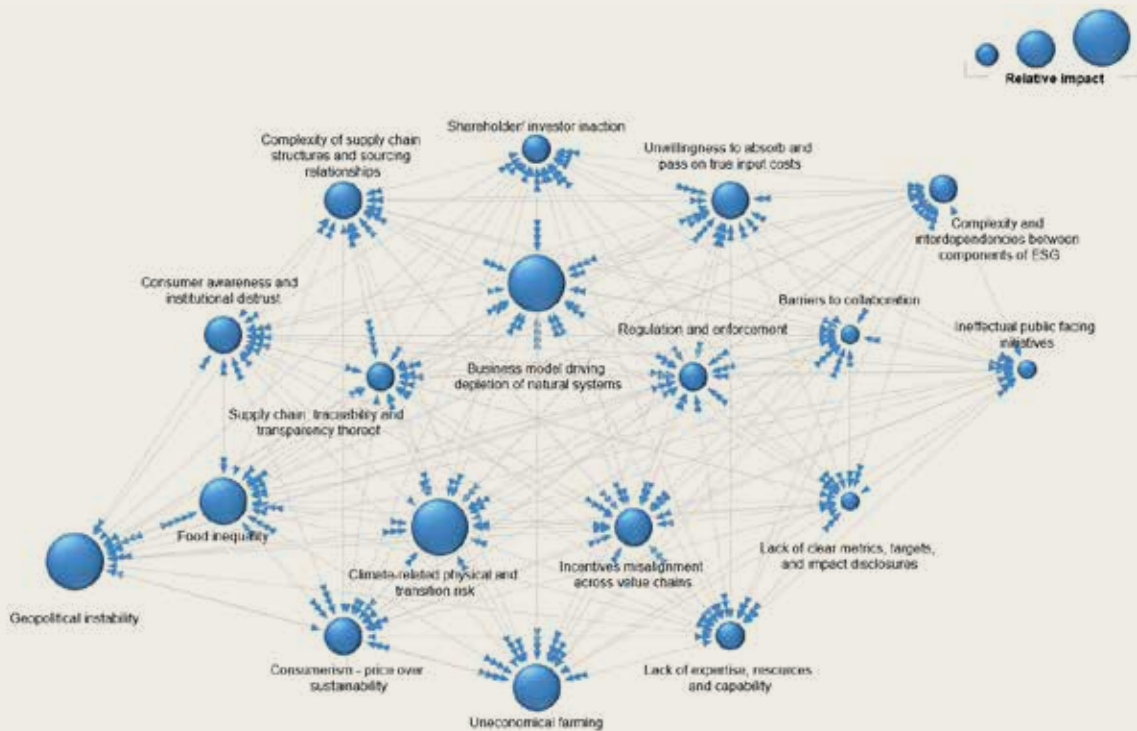 Relative impact
Shareholder/ investor inaction
Complexity of supply chain
structures and sourcing
relationships
Unwillingness to absorb and
pass on true input costs
Complexity and
interdependencies between
components of ESG
Consumer awareness and
institutional distrust
Barriers to collaboration
Regulation and enforcement
Ineffectual public facing
initiatives
Business model driving
depletion of natural systems
Supply chain, traceability and
transparency thereof
Food inequality
Climate-related physical and
transition risk
Incentives misalignment
across value chains
Lack of clear metrics, targets,
and impact disclosures
Geopolitical instability
Consumerism - price over
sustainability
Lack of expertise, resources
and capability
Uneconomical farming